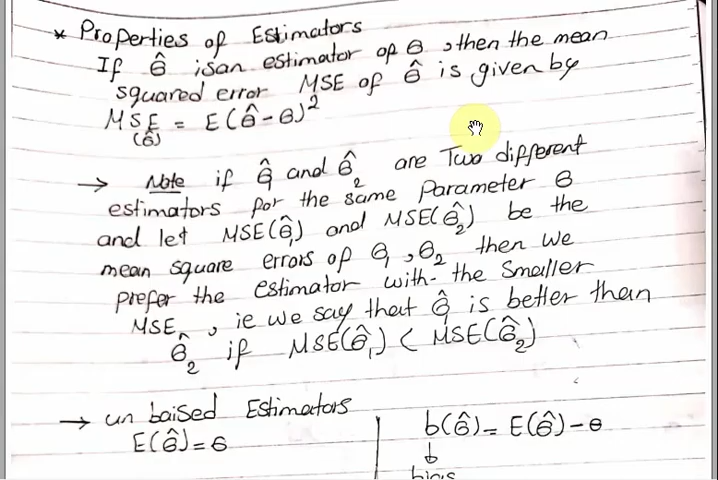 * Properties of Estimators
If θ̂ is an estimator of θ, then the mean
squared error MSE of θ̂ is given by
MSE(θ̂) = E(θ̂ - θ)²
→ Note if θ̂₁ and θ̂₂ are Two different
estimators for the same Parameter θ
and let MSE(θ̂₁) and MSE(θ̂₂) be the
mean square errors of θ₁, θ₂ then we
prefer the estimator with the smaller
MSE, ie we say that θ̂₁ is better than
θ̂₂ if MSE(θ̂₁) < MSE(θ̂₂)
→ un baised Estimators
E(θ̂) = θ
b(θ̂) = E(θ̂) - θ
↓
bias